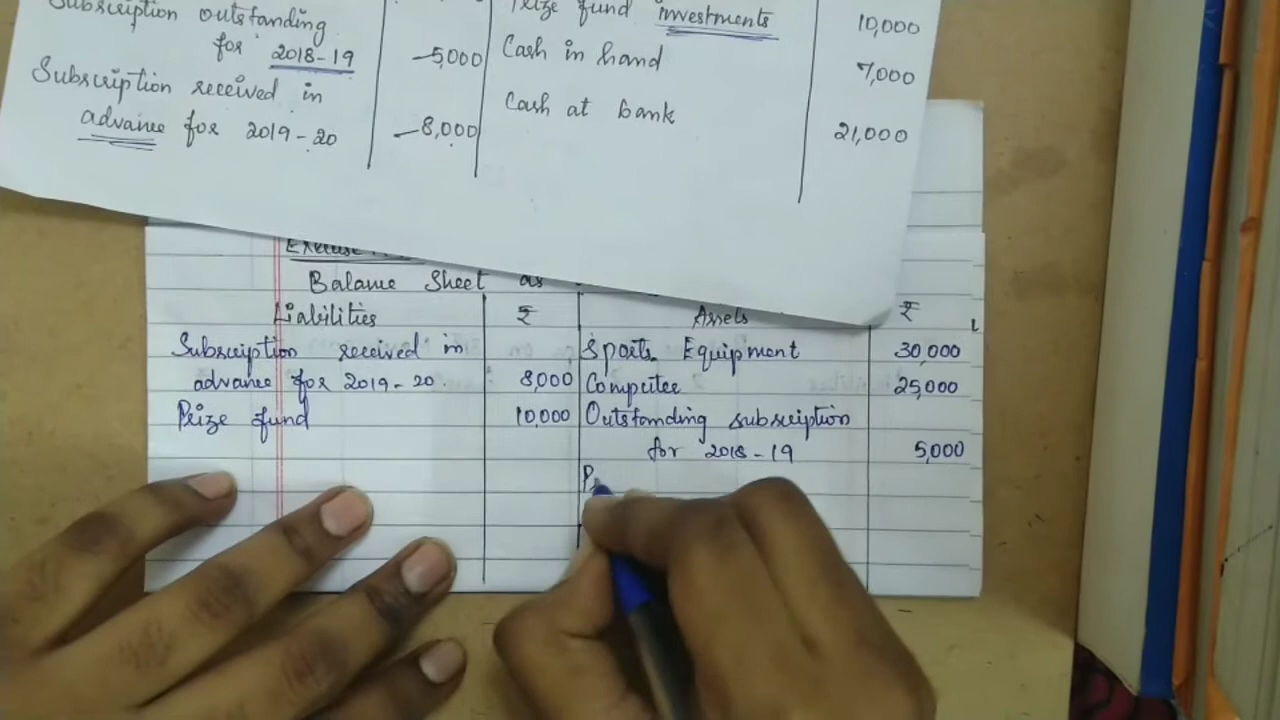 Subscription outstanding
for 2018-19 5,000
Subscription received in
advance for 2019-20 8,000
Prize fund investments 10,000
Cash in hand 7,000
Cash at bank 21,000
Balance Sheet as
Liabilities ₹ Assets ₹
Subscription received in
advance for 2019-20. 8,000
Prize fund 10,000
Sports Equipment 30,000
Computer 25,000
Outstanding subscription
for 2018-19 5,000